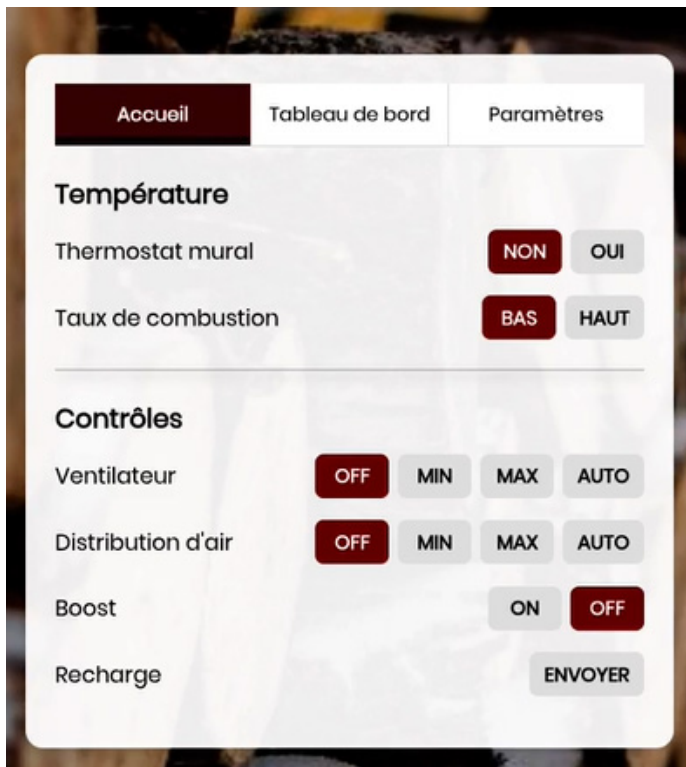 Accueil Tableau de bord Paramètres
Température
Thermostat mural NON OUI
Taux de combustion BAS HAUT
Contrôles
Ventilateur OFF MIN MAX AUTO
Distribution d'air OFF MIN MAX AUTO
Boost ON OFF
Recharge ENVOYER